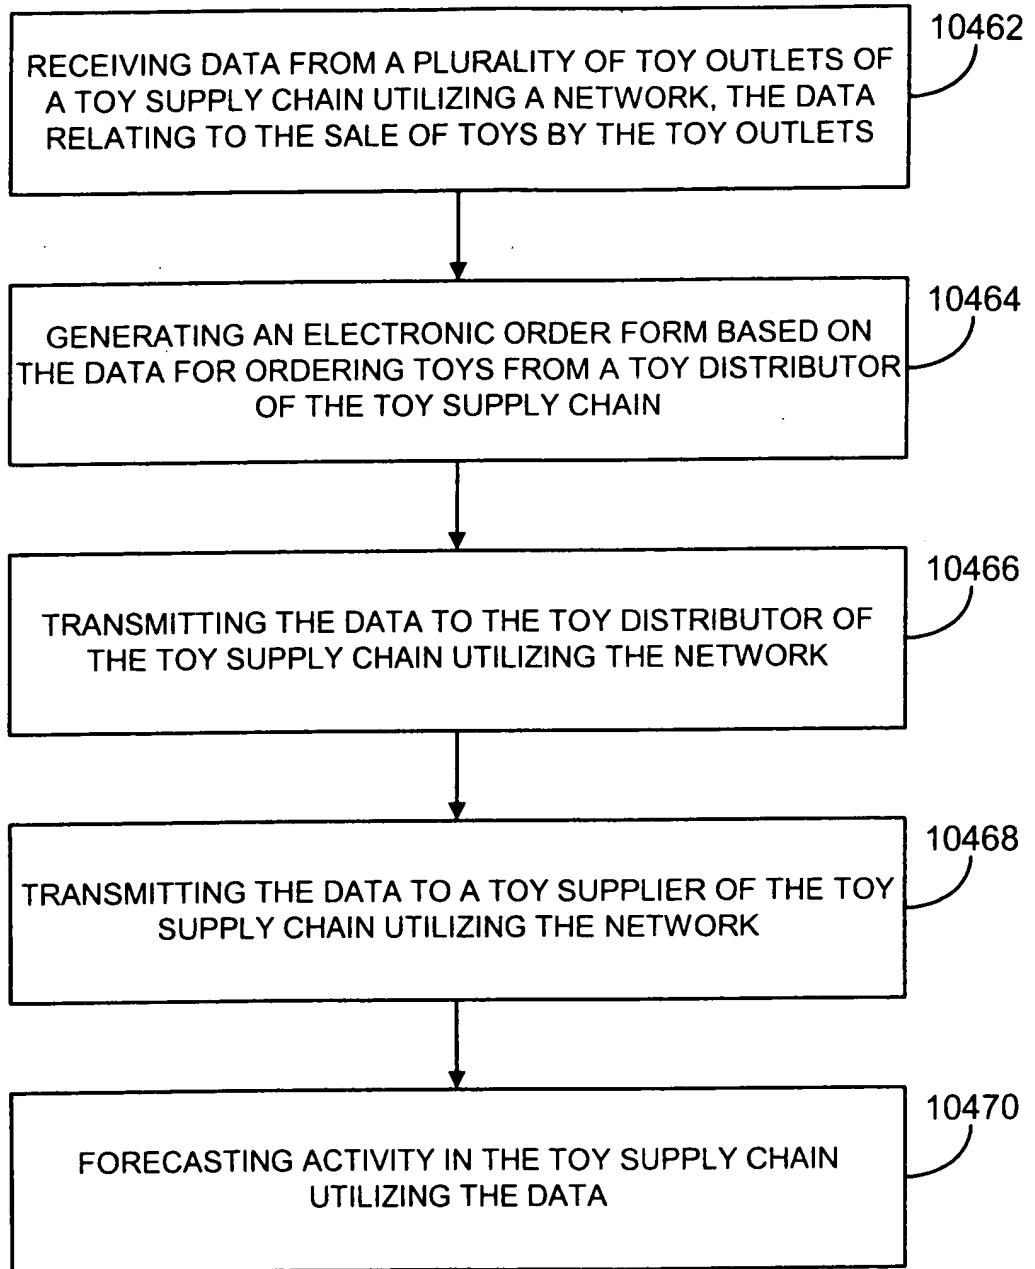 10462
RECEIVING DATA FROM A PLURALITY OF TOY OUTLETS OF
A TOY SUPPLY CHAIN UTILIZING A NETWORK, THE DATA
RELATING TO THE SALE OF TOYS BY THE TOY OUTLETS
10464
GENERATING AN ELECTRONIC ORDER FORM BASED ON
THE DATA FOR ORDERING TOYS FROM A TOY DISTRIBUTOR
OF THE TOY SUPPLY CHAIN
10466
TRANSMITTING THE DATA TO THE TOY DISTRIBUTOR OF
THE TOY SUPPLY CHAIN UTILIZING THE NETWORK
10468
TRANSMITTING THE DATA TO A TOY SUPPLIER OF THE TOY
SUPPLY CHAIN UTILIZING THE NETWORK
10470
FORECASTING ACTIVITY IN THE TOY SUPPLY CHAIN
UTILIZING THE DATA